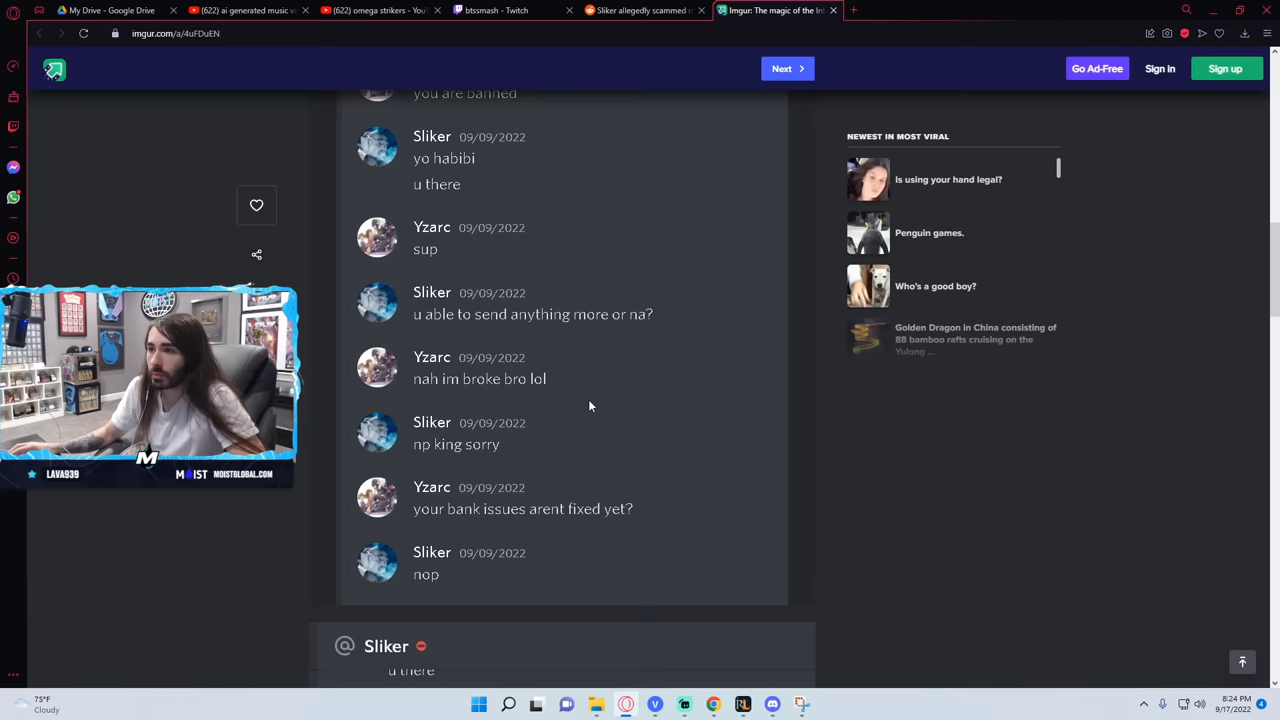 My Drive - Google Drive
(622) ai generated music vi
(622) omega strikers - YouT
btssmash - Twitch
Sliker allegedly scammed m
Imgur: The magic of the Int
imgur.com/a/4uFDuEN
Next
Go Ad-Free
Sign in
Sign up
you are banned
Sliker 09/09/2022
yo habibi
u there
Yzarc 09/09/2022
sup
Sliker 09/09/2022
u able to send anything more or na?
Yzarc 09/09/2022
nah im broke bro lol
Sliker 09/09/2022
np king sorry
Yzarc 09/09/2022
your bank issues arent fixed yet?
Sliker 09/09/2022
nop
@ Sliker
u there
NEWEST IN MOST VIRAL
Is using your hand legal?
Penguin games.
Who's a good boy?
Golden Dragon in China consisting of
88 bamboo rafts cruising on the
Yulong ...
LAVA939
M
MOIST MOISTGLOBAL.COM
75°F
Cloudy
8:24 PM
9/17/2022
4